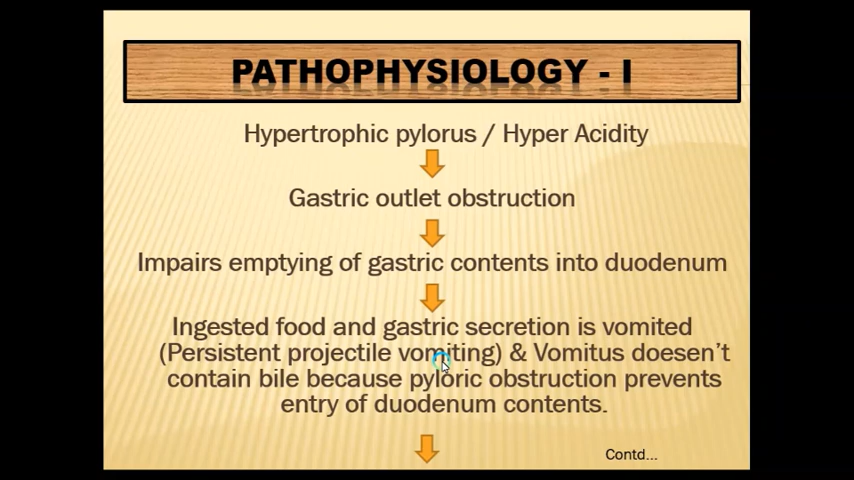 PATHOPHYSIOLOGY - I
Hypertrophic pylorus / Hyper Acidity
Gastric outlet obstruction
Impairs emptying of gastric contents into duodenum
Ingested food and gastric secretion is vomited
(Persistent projectile vomiting) & Vomitus doesen't
contain bile because pyloric obstruction prevents
entry of duodenum contents.
Contd...